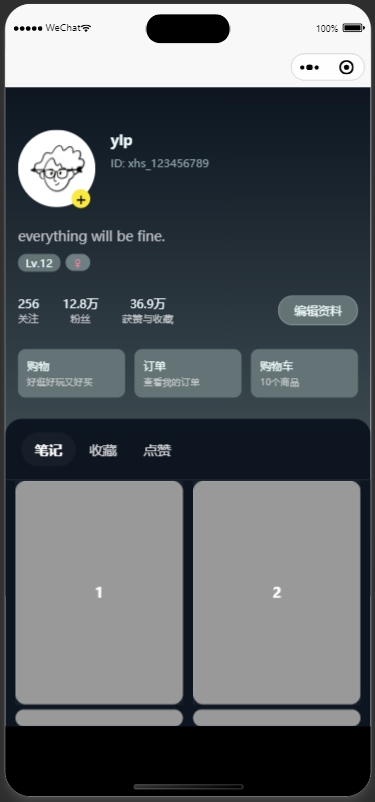 WeChat
100%
ylp
ID: xhs_123456789
everything will be fine.
Lv.12 ♀
256 12.8万 36.9万
关注 粉丝 获赞与收藏
编辑资料
购物 订单 购物车
好逛好玩又好买 查看我的订单 10个商品
笔记 收藏 点赞
1 2